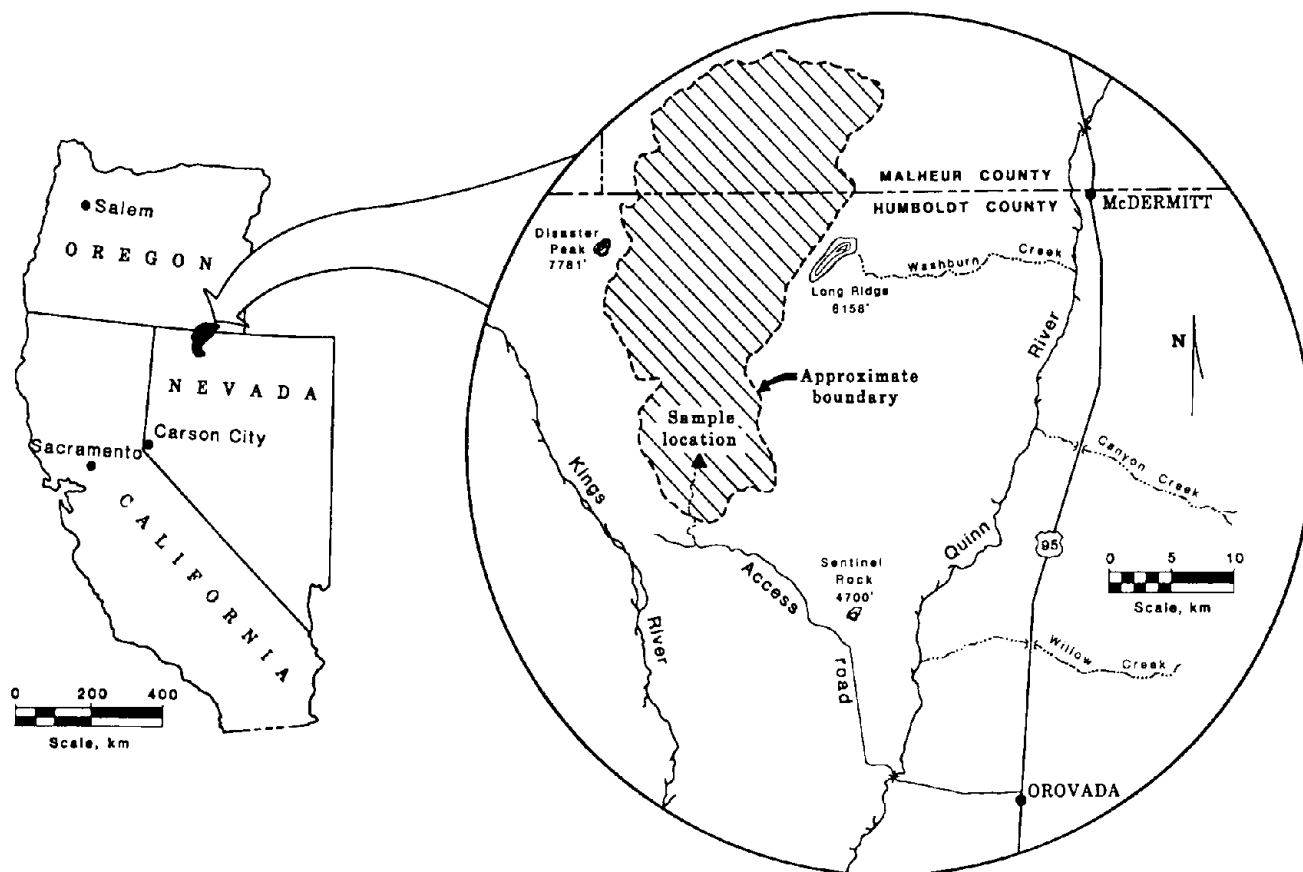 Salem
OREGON
NEVADA
Carson City
Sacramento
CALIFORNIA
0 200 400
Scale, km
MALHEUR COUNTY
HUMBOLDT COUNTY
McDERMITT
Disaster
Peak
7781'
Washburn Creek
Long Ridge
6158'
N
Approximate
boundary
Sample
location
Kings River
Quinn River
Canyon Creek
95
0 5 10
Scale, km
Sentinel
Rock
4700'
Access road
Willow Creek
OROVADA